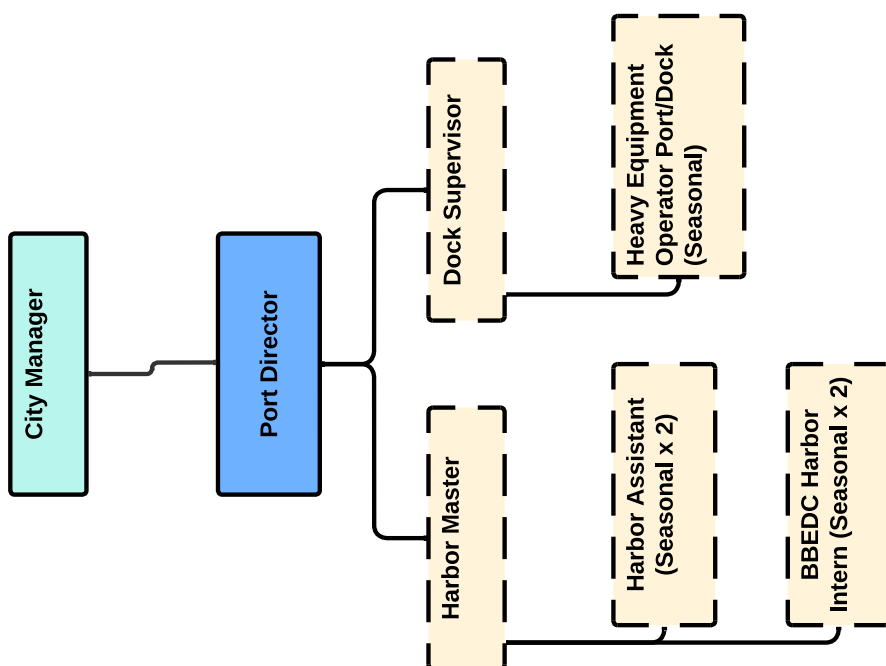 City Manager
Port Director
Harbor Master
Dock Supervisor
Harbor Assistant
(Seasonal x 2)
Heavy Equipment
Operator Port/Dock
(Seasonal)
BBEDC Harbor
Intern (Seasonal x 2)